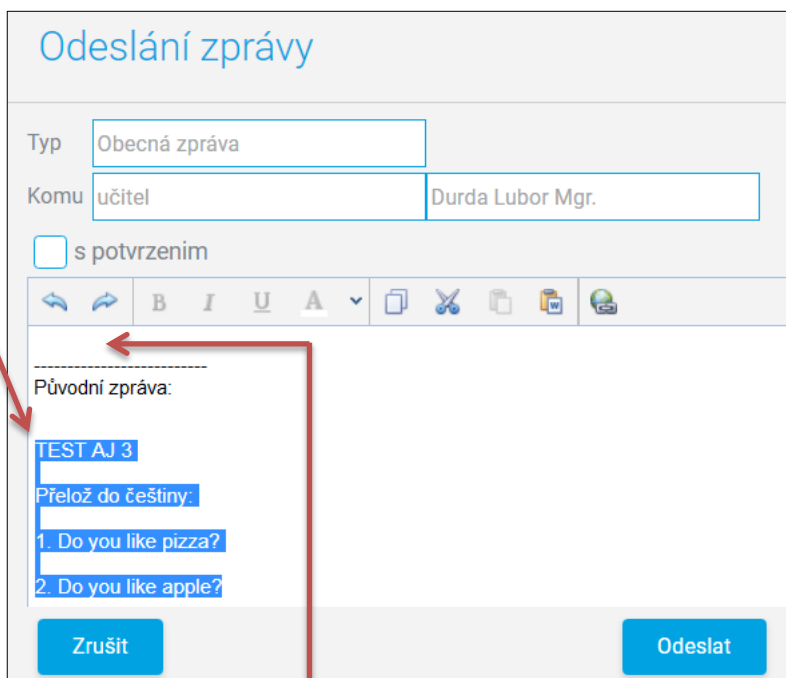 Odeslání zprávy
Typ Obecná zpráva
Komu učitel Durda Lubor Mgr.
s potvrzenim
B I U A
--------------------------
Původní zpráva:
TEST AJ 3
Přelož do češtiny:
1. Do you like pizza?
2. Do you like apple?
Zrušit Odeslat